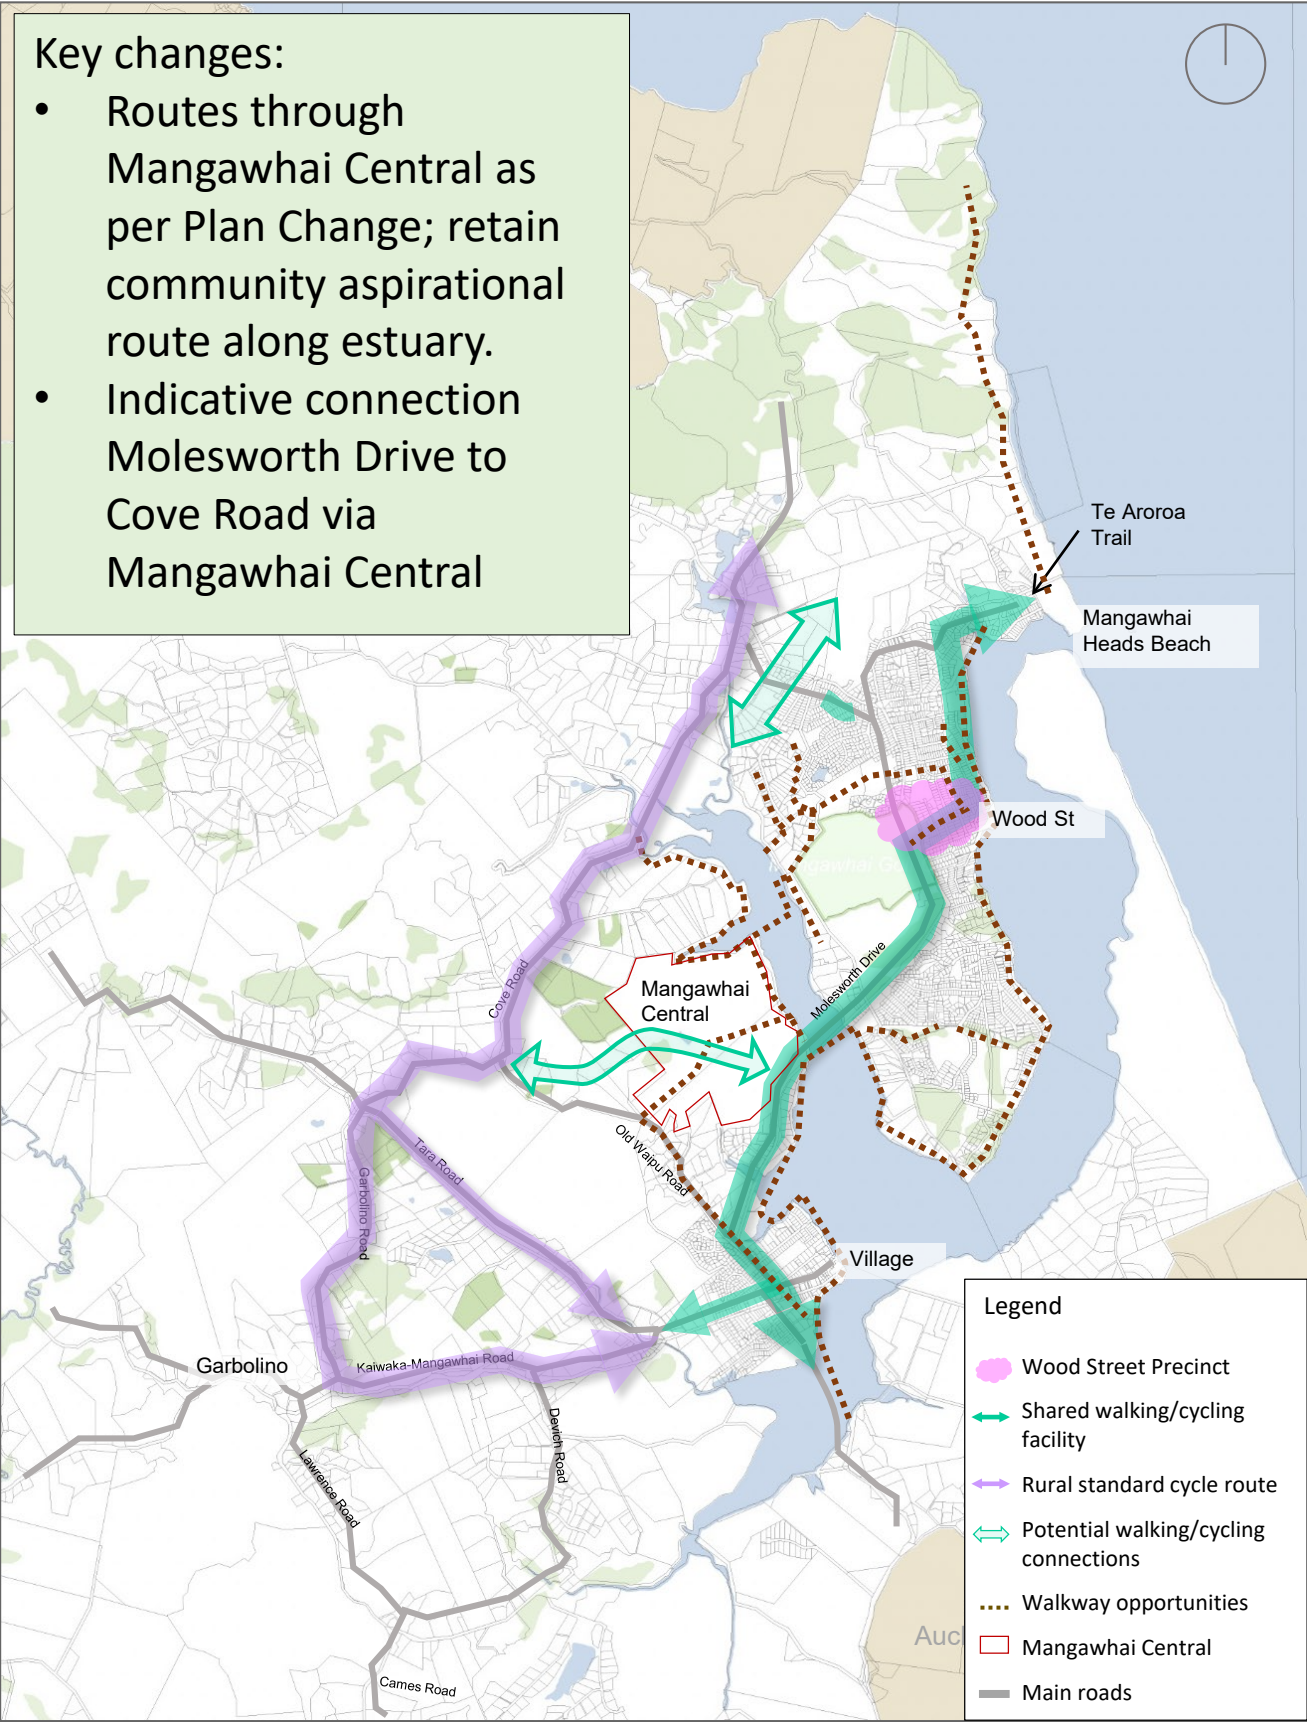 Key changes:
• Routes through
Mangawhai Central as
per Plan Change; retain
community aspirational
route along estuary.
• Indicative connection
Molesworth Drive to
Cove Road via
Mangawhai Central
Te Aroroa
Trail
Mangawhai
Heads Beach
Wood St
Mangawhai Go
Molesworth Drive
Mangawhai
Central
Cove Road
Old Waipu Road
Tara Road
Garbolino Road
Village
Garbolino
Kaiwaka-Mangawhai Road
Devich Road
Lawrence Road
Cames Road
Auc
Legend
Wood Street Precinct
Shared walking/cycling
facility
Rural standard cycle route
Potential walking/cycling
connections
Walkway opportunities
Mangawhai Central
Main roads